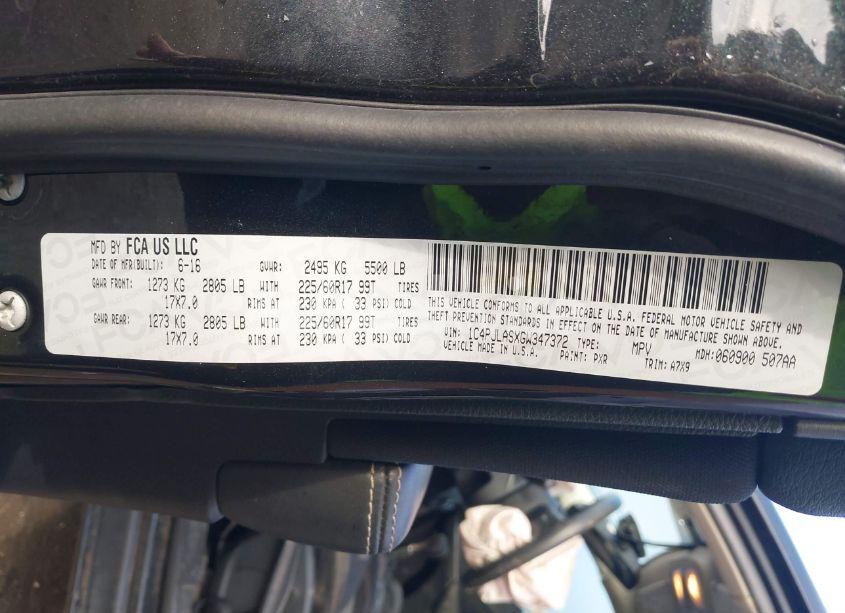 MFD BY FCA US LLC
DATE OF MFR(BUILT): 6-16 GVWR: 2495 KG 5500 LB
GAWR FRONT: 1273 KG 2805 LB WITH 225/60R17 99T TIRES
17X7.0 RIMS AT 230 KPA ( 33 PSI) COLD
GAWR REAR: 1273 KG 2805 LB WITH 225/60R17 99T TIRES
17X7.0 RIMS AT 230 KPA ( 33 PSI) COLD
THIS VEHICLE CONFORMS TO ALL APPLICABLE U.S.A. FEDERAL MOTOR VEHICLE SAFETY AND
THEFT PREVENTION STANDARDS IN EFFECT ON THE DATE OF MANUFACTURE SHOWN ABOVE.
VIN: 1C4PJLASXGW347372 TYPE: MPV MDH:060900 507AA
VEHICLE MADE IN U.S.A. PAINT: PXR TRIM: A7X9